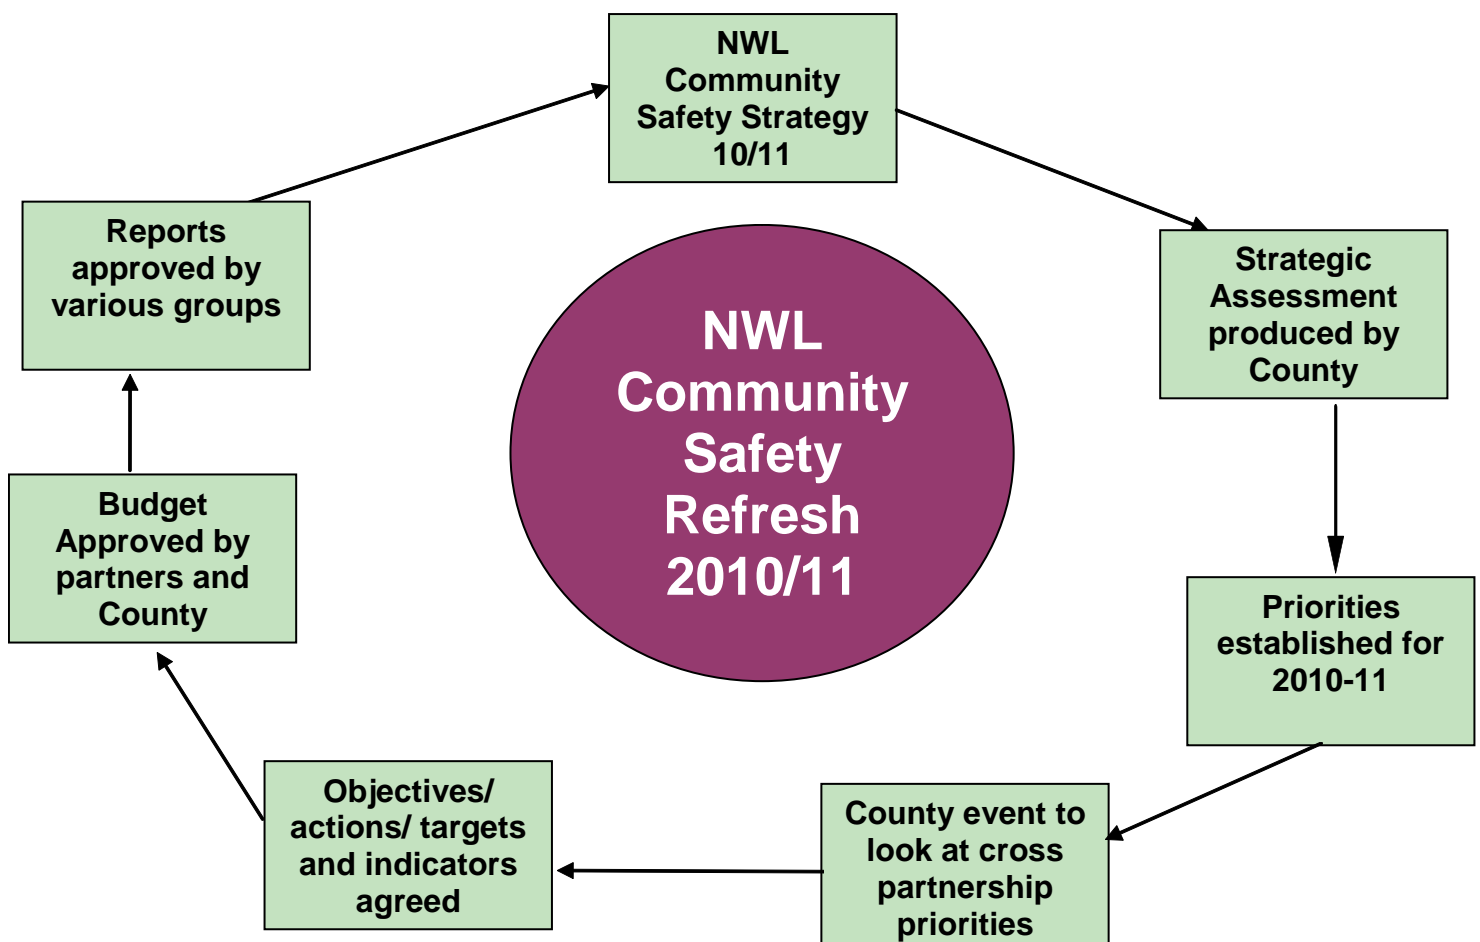 NWL
Community
Safety Strategy
10/11
Reports
approved by
various groups
Strategic
Assessment
produced by
County
NWL
Community
Safety
Refresh
2010/11
Budget
Approved by
partners and
County
Priorities
established for
2010-11
Objectives/
actions/ targets
and indicators
agreed
County event to
look at cross
partnership
priorities